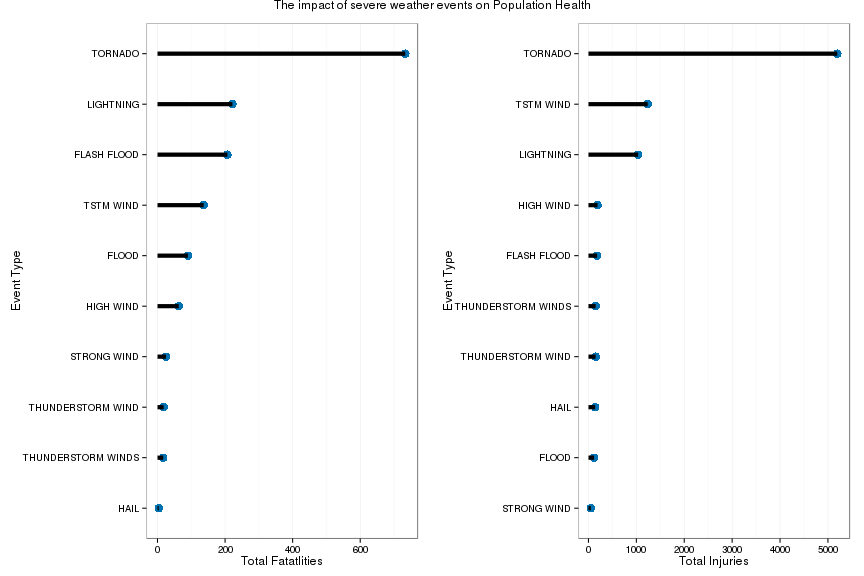 The impact of severe weather events on Population Health
Event Type
TORNADO
LIGHTNING
FLASH FLOOD
TSTM WIND
FLOOD
HIGH WIND
STRONG WIND
THUNDERSTORM WIND
THUNDERSTORM WINDS
HAIL
0 200 400 600
Total Fatatlities
Event Type
TORNADO
TSTM WIND
LIGHTNING
HIGH WIND
FLASH FLOOD
THUNDERSTORM WINDS
THUNDERSTORM WIND
HAIL
FLOOD
STRONG WIND
0 1000 2000 3000 4000 5000
Total Injuries